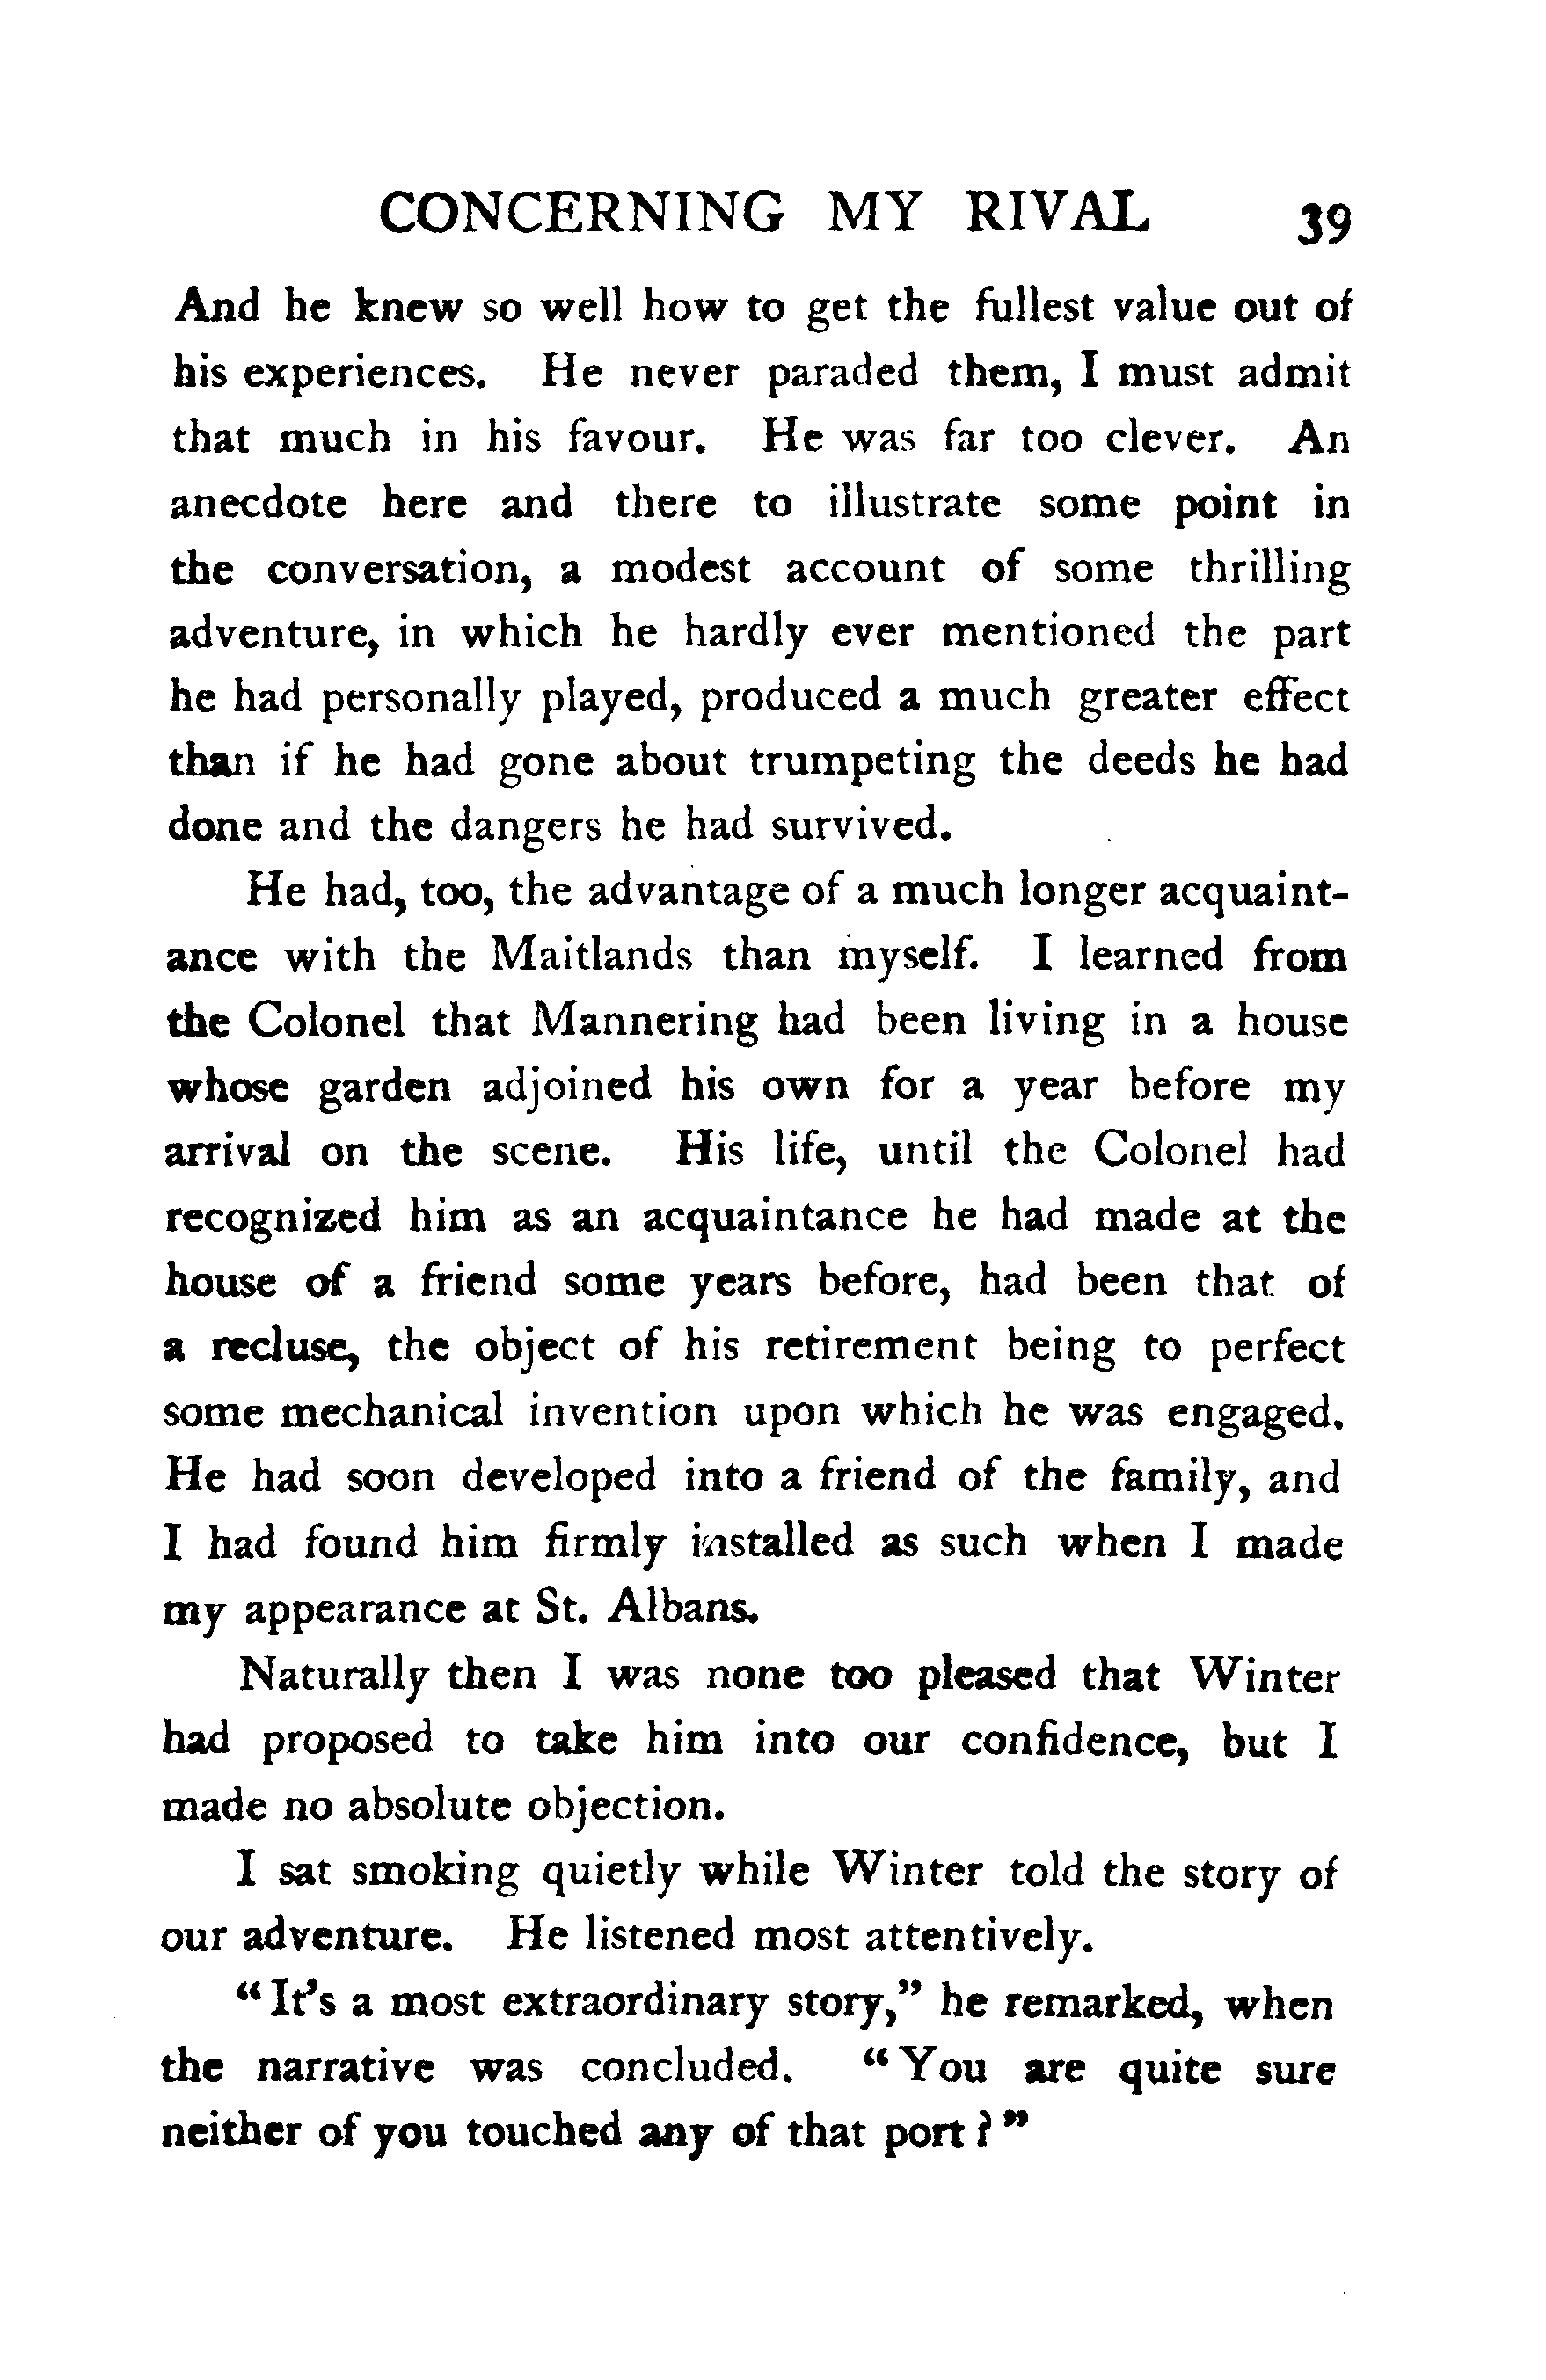 CONCERNING MY RIVAL 39
And he knew so well how to get the fullest value out of
his experiences. He never paraded them, I must admit
that much in his favour. He was far too clever. An
anecdote here and there to illustrate some point in
the conversation, a modest account of some thrilling
adventure, in which he hardly ever mentioned the part
he had personally played, produced a much greater effect
than if he had gone about trumpeting the deeds he had
done and the dangers he had survived.
He had, too, the advantage of a much longer acquaint-
ance with the Maitlands than myself. I learned from
the Colonel that Mannering had been living in a house
whose garden adjoined his own for a year before my
arrival on the scene. His life, until the Colonel had
recognized him as an acquaintance he had made at the
house of a friend some years before, had been that of
a recluse, the object of his retirement being to perfect
some mechanical invention upon which he was engaged.
He had soon developed into a friend of the family, and
I had found him firmly installed as such when I made
my appearance at St. Albans.
Naturally then I was none too pleased that Winter
had proposed to take him into our confidence, but I
made no absolute objection.
I sat smoking quietly while Winter told the story of
our adventure. He listened most attentively.
"It's a most extraordinary story," he remarked, when
the narrative was concluded. "You are quite sure
neither of you touched any of that port?"